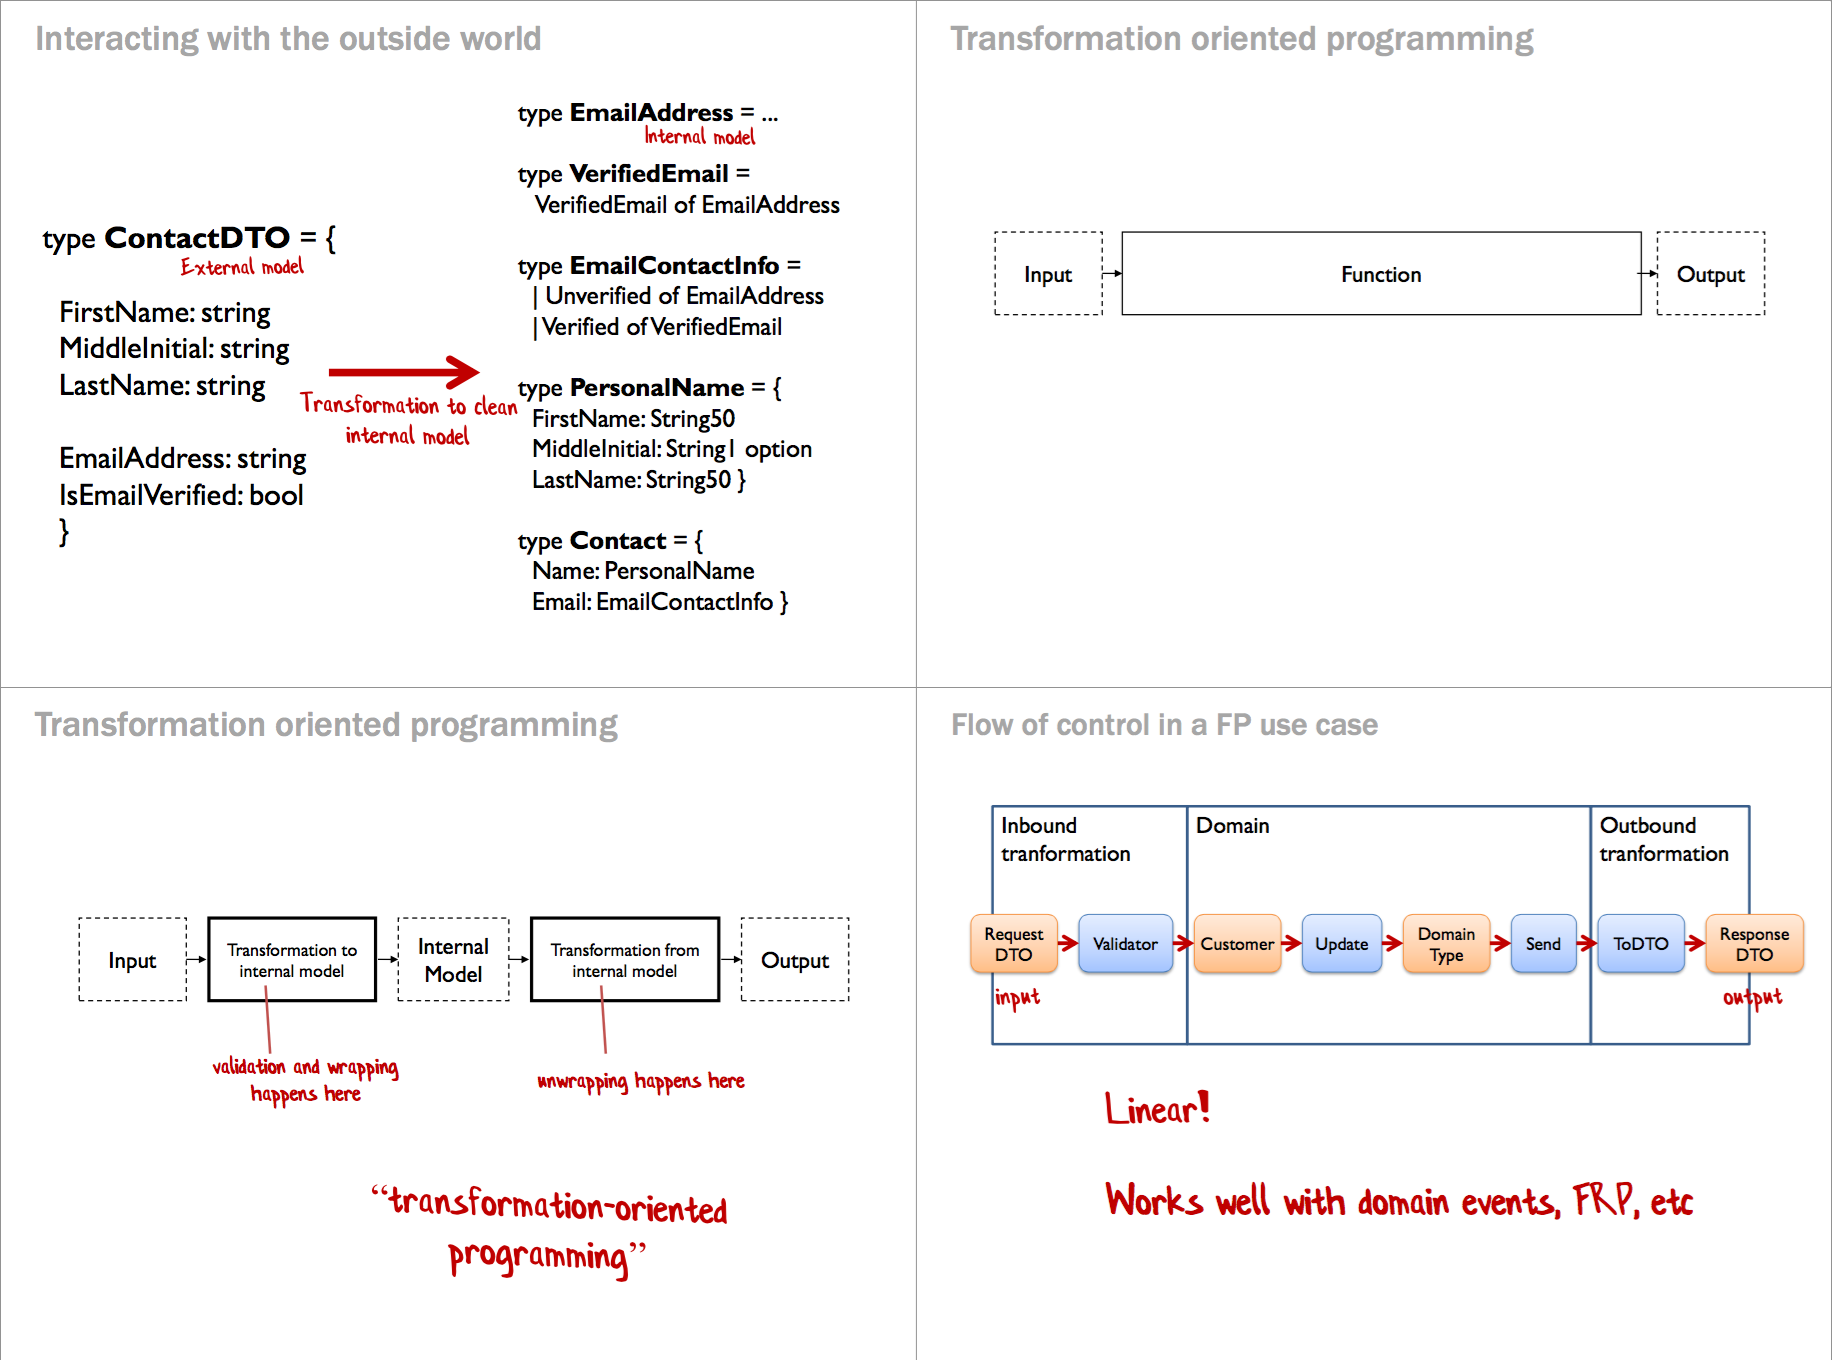 Interacting with the outside world
type ContactDTO = {
External model
FirstName: string
MiddleInitial: string
LastName: string
EmailAddress: string
IsEmailVerified: bool
}
Transformation to clean
internal model
type EmailAddress = ...
Internal model
type VerifiedEmail =
VerifiedEmail of EmailAddress
type EmailContactInfo =
| Unverified of EmailAddress
| Verified of VerifiedEmail
type PersonalName = {
FirstName: String50
MiddleInitial: String1 option
LastName: String50 }
type Contact = {
Name: PersonalName
Email: EmailContactInfo }
Transformation oriented programming
Input
Function
Output
Transformation oriented programming
Input
Transformation to
internal model
Internal
Model
Transformation from
internal model
Output
validation and wrapping
happens here
unwrapping happens here
“transformation-oriented
programming”
Flow of control in a FP use case
Inbound
tranformation
Domain
Outbound
tranformation
Request
DTO
Validator
Customer
Update
Domain
Type
Send
ToDTO
Response
DTO
input
output
Linear!
Works well with domain events, FRP, etc